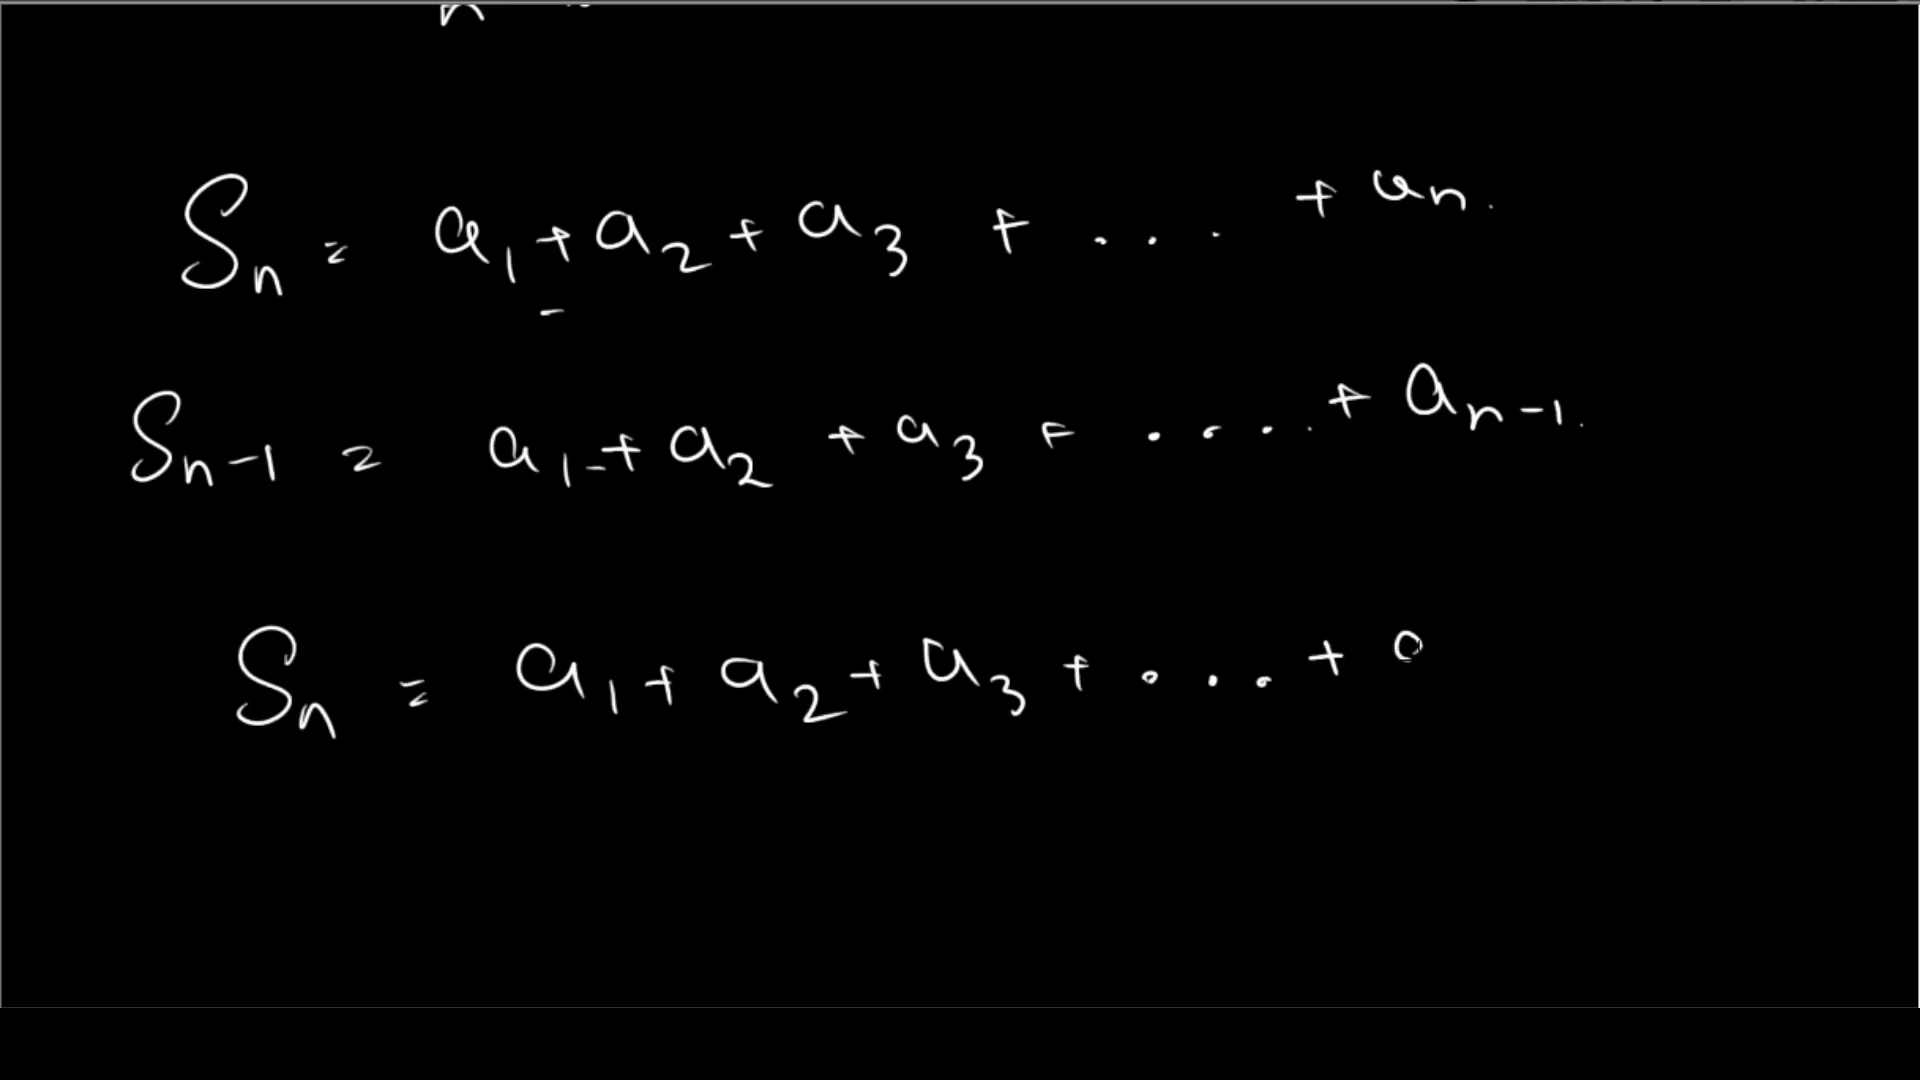 n
Sₙ = a₁ + a₂ + a₃ + ... + aₙ.
Sₙ₋₁ = a₁ + a₂ + a₃ + .... + aₙ₋₁.
Sₙ = a₁ + a₂ + a₃ + ... + a